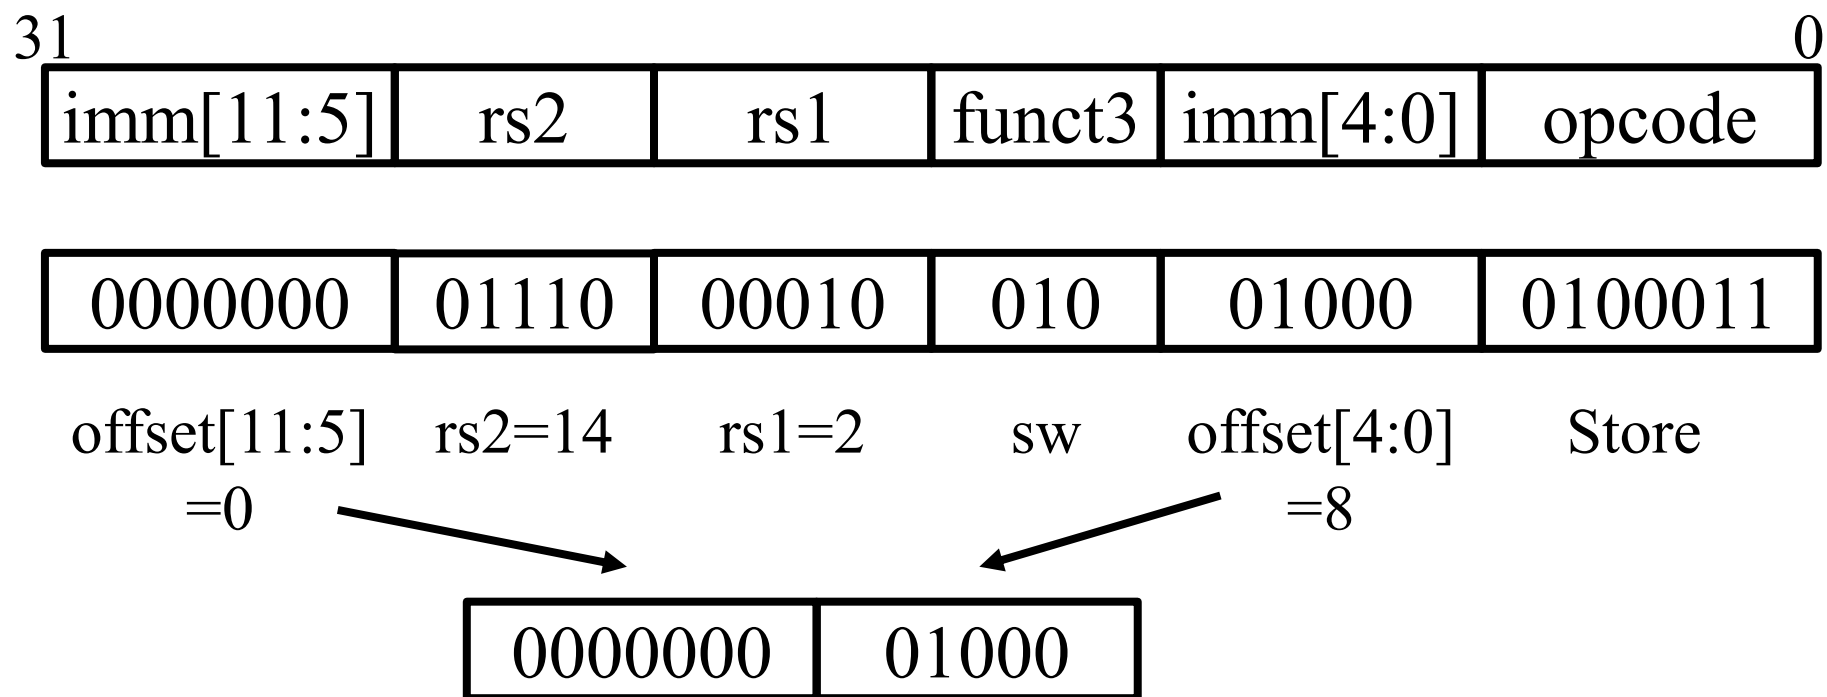 31 0
imm[11:5] rs2 rs1 funct3 imm[4:0] opcode
0000000 01110 00010 010 01000 0100011
offset[11:5] rs2=14 rs1=2 sw offset[4:0] Store
=0 =8
0000000 01000